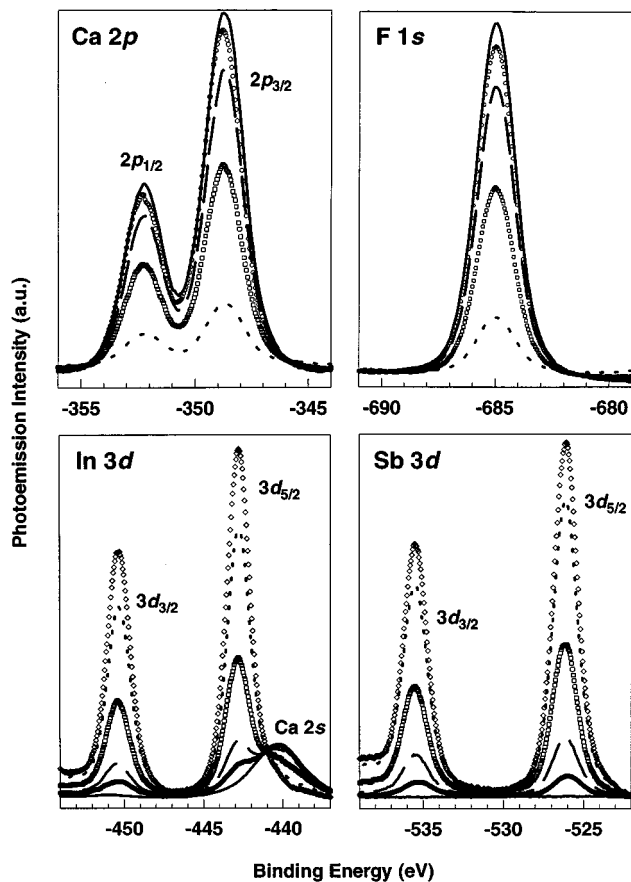 Ca 2p
F 1s
2p3/2
2p1/2
-355 -350 -345
-690 -685 -680
Photoemission Intensity (a.u.)
In 3d
Sb 3d
3d5/2
3d5/2
3d3/2
3d3/2
Ca 2s
-450 -445 -440
-535 -530 -525
Binding Energy (eV)